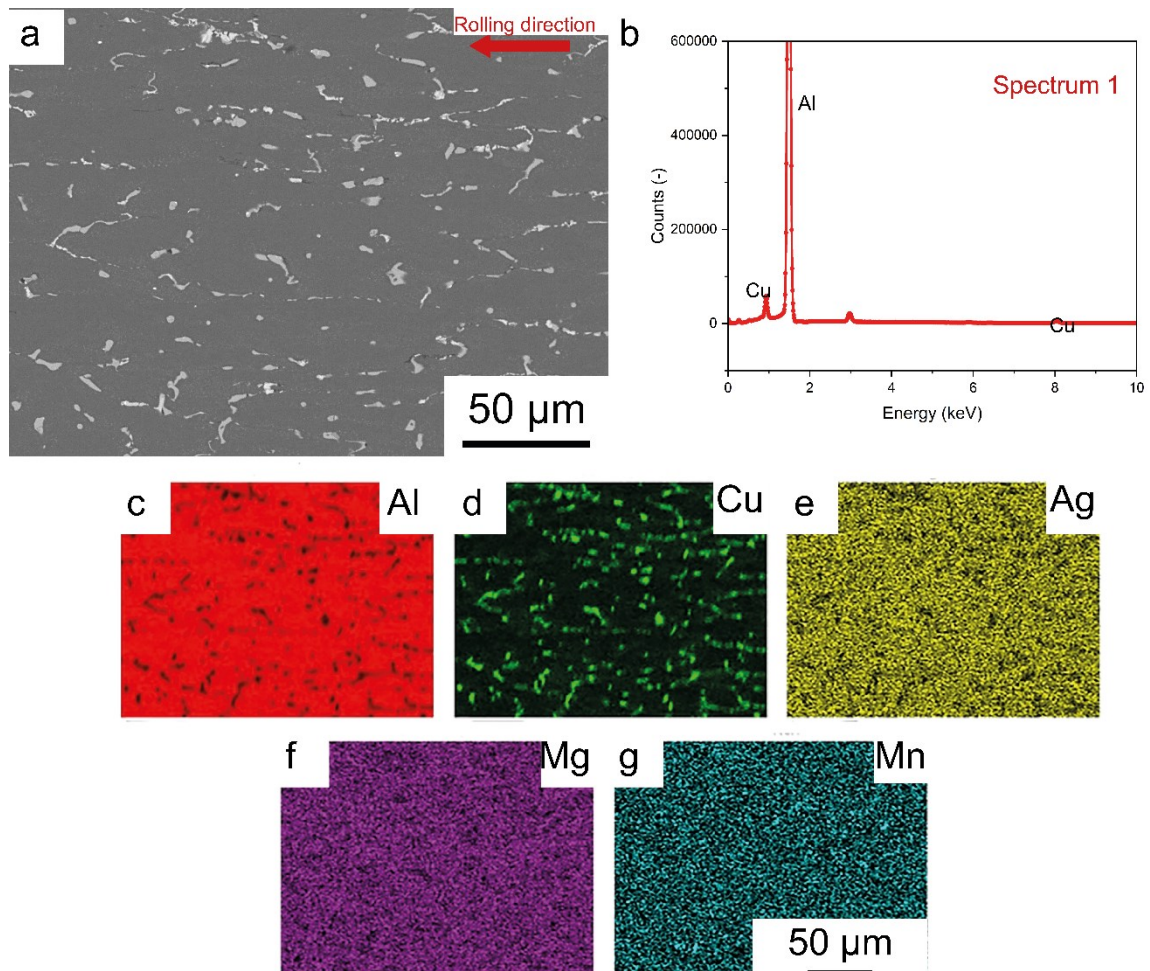 a
Rolling direction
50 µm
b
600000
400000
200000
0
Counts (-)
Spectrum 1
Al
Cu
Cu
0
2
4
6
8
10
Energy (keV)
c
Al
d
Cu
e
Ag
f
Mg
g
Mn
50 µm